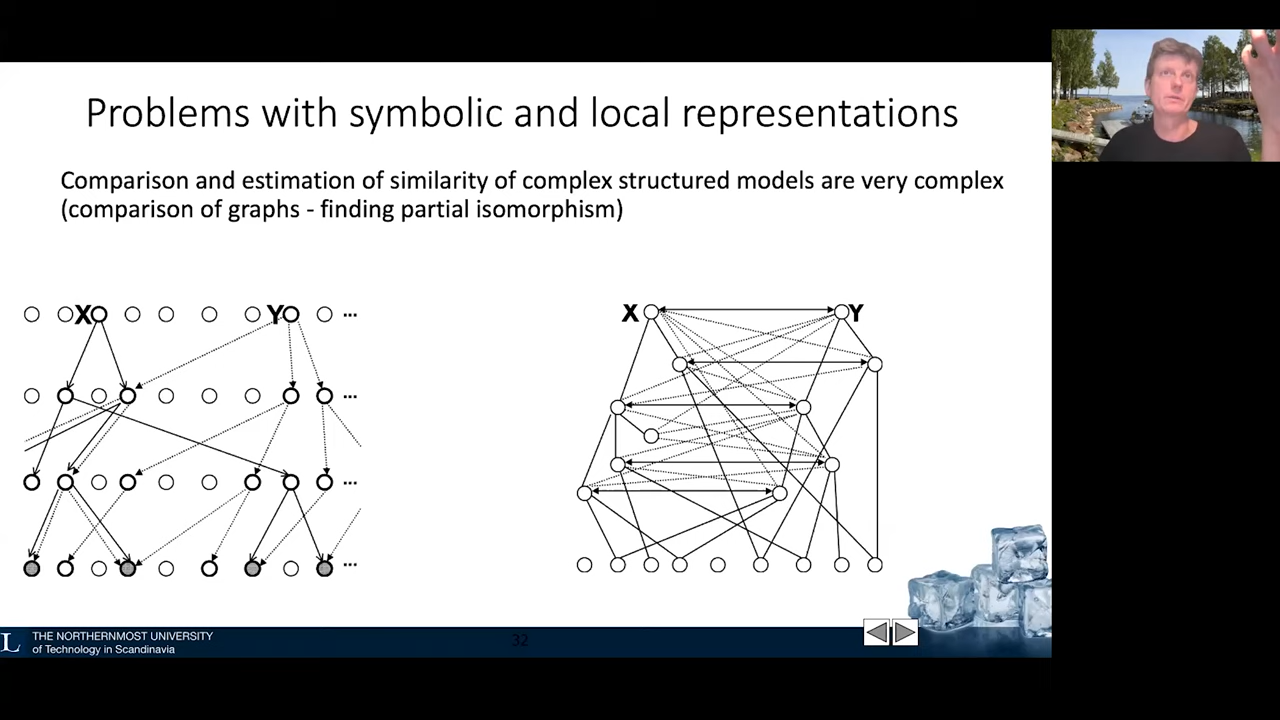 Problems with symbolic and local representations
Comparison and estimation of similarity of complex structured models are very complex
(comparison of graphs - finding partial isomorphism)
X Y ...
...
...
...
X Y
L THE NORTHERNMOST UNIVERSITY
of Technology in Scandinavia
32